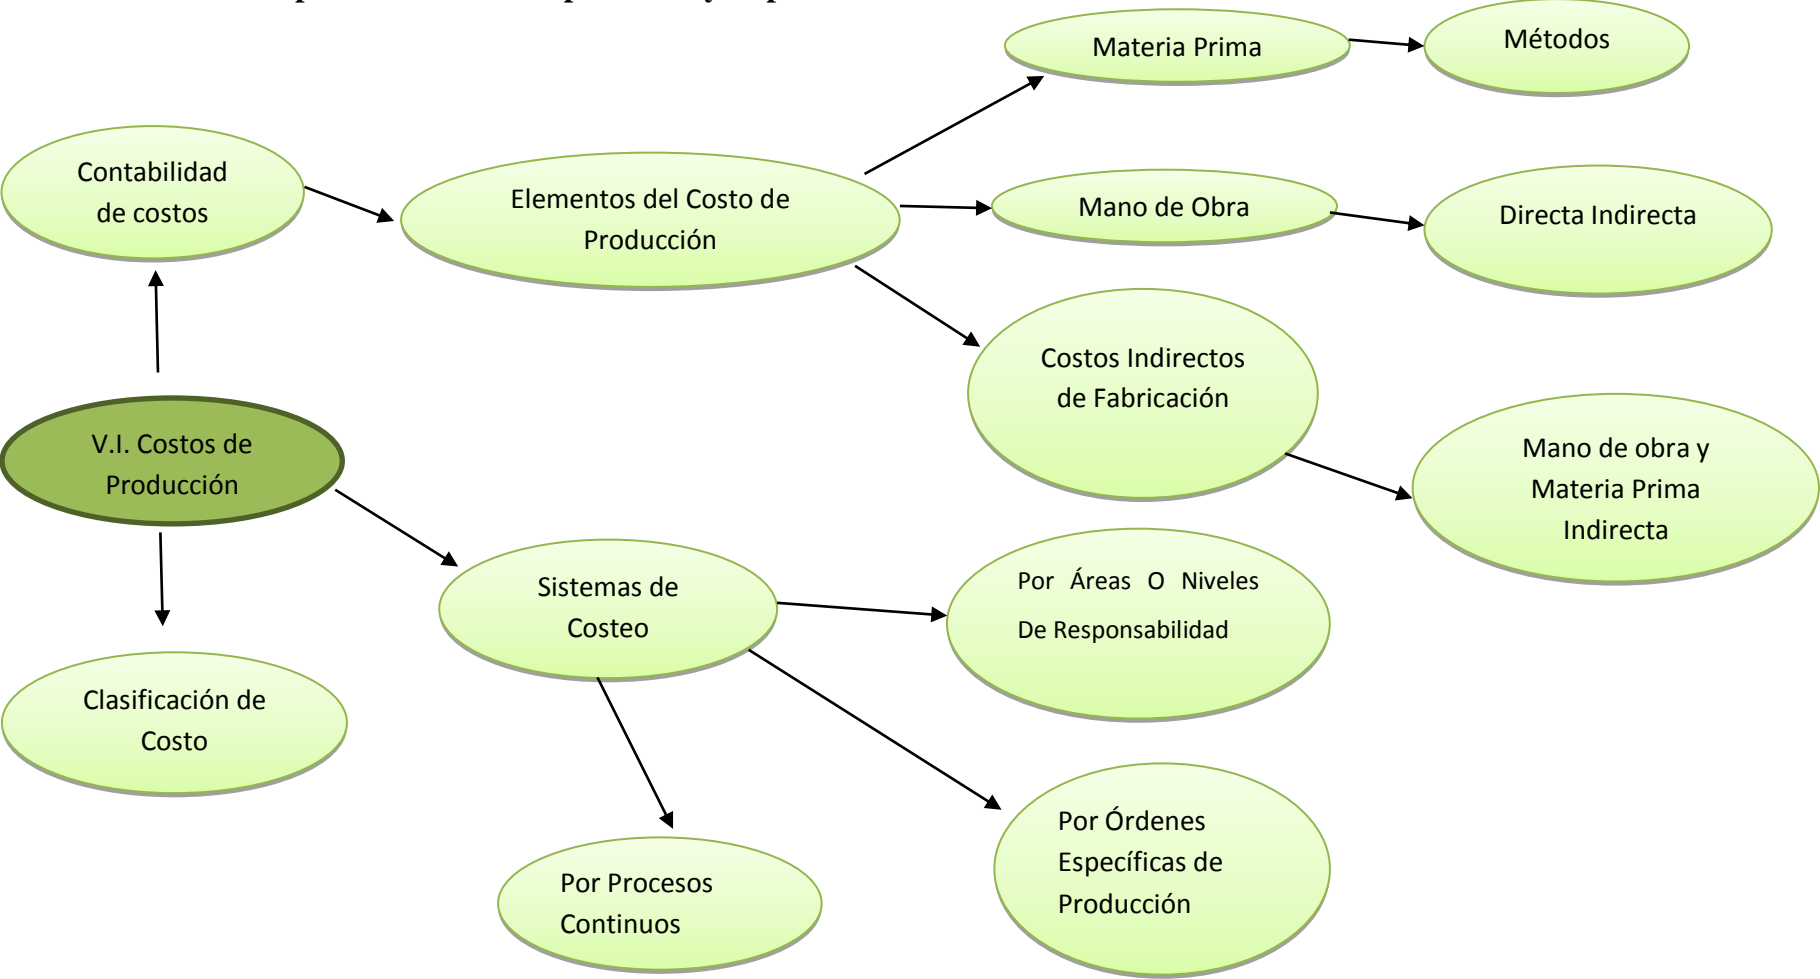 Materia Prima
Métodos
Contabilidad
de costos
Elementos del Costo de
Producción
Mano de Obra
Directa Indirecta
Costos Indirectos
de Fabricación
V.I. Costos de
Producción
Mano de obra y
Materia Prima
Indirecta
Sistemas de
Costeo
Por Áreas O Niveles
De Responsabilidad
Clasificación de
Costo
Por Órdenes
Específicas de
Producción
Por Procesos
Continuos